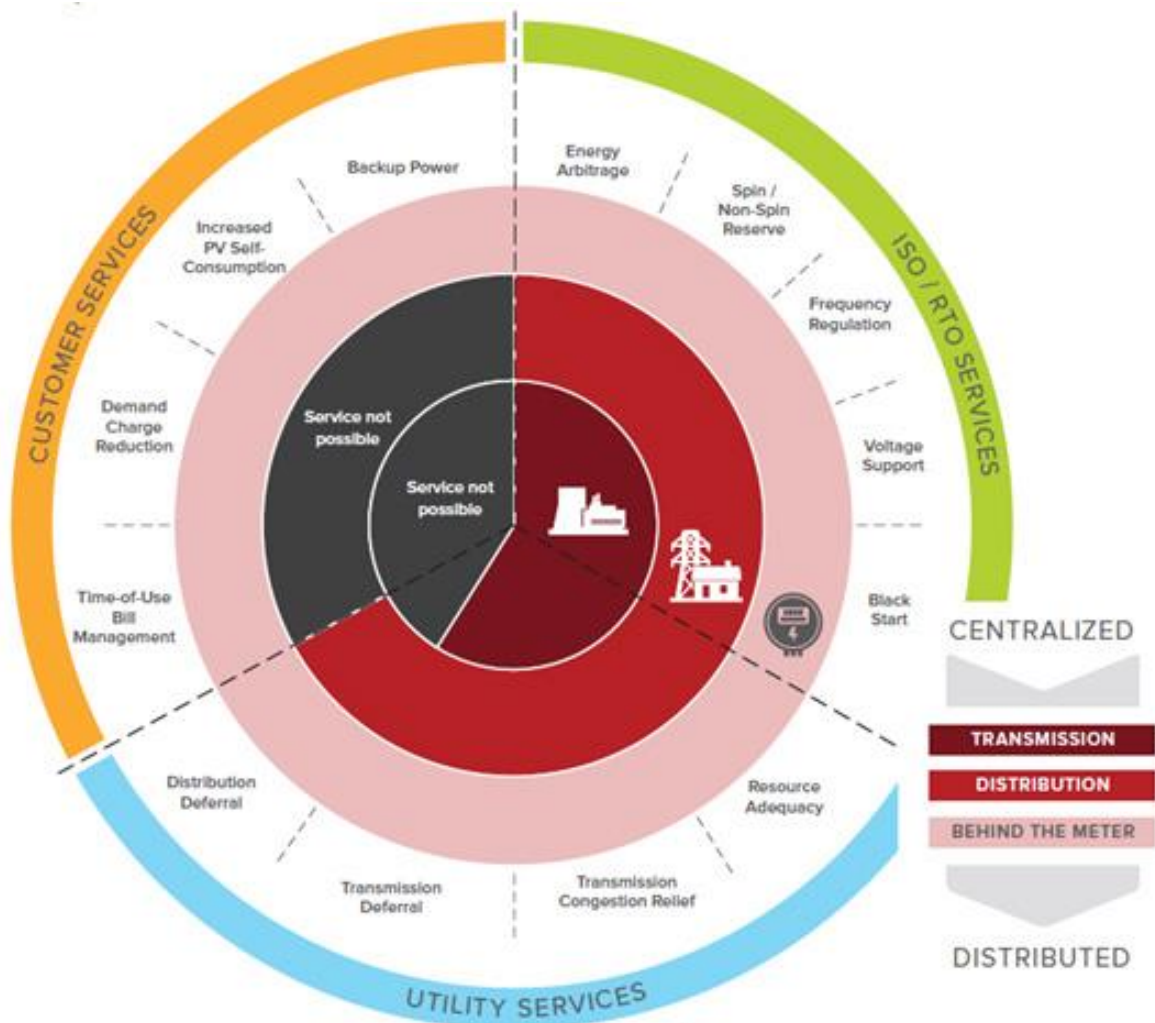 CUSTOMER SERVICES
ISO / RTO SERVICES
UTILITY SERVICES
Backup Power
Increased
PV Self-
Consumption
Demand
Charge
Reduction
Time-of-Use
Bill
Management
Energy
Arbitrage
Spin /
Non-Spin
Reserve
Frequency
Regulation
Voltage
Support
Black
Start
Service not
possible
Service not
possible
Distribution
Deferral
Transmission
Deferral
Transmission
Congestion Relief
Resource
Adequacy
CENTRALIZED
TRANSMISSION
DISTRIBUTION
BEHIND THE METER
DISTRIBUTED